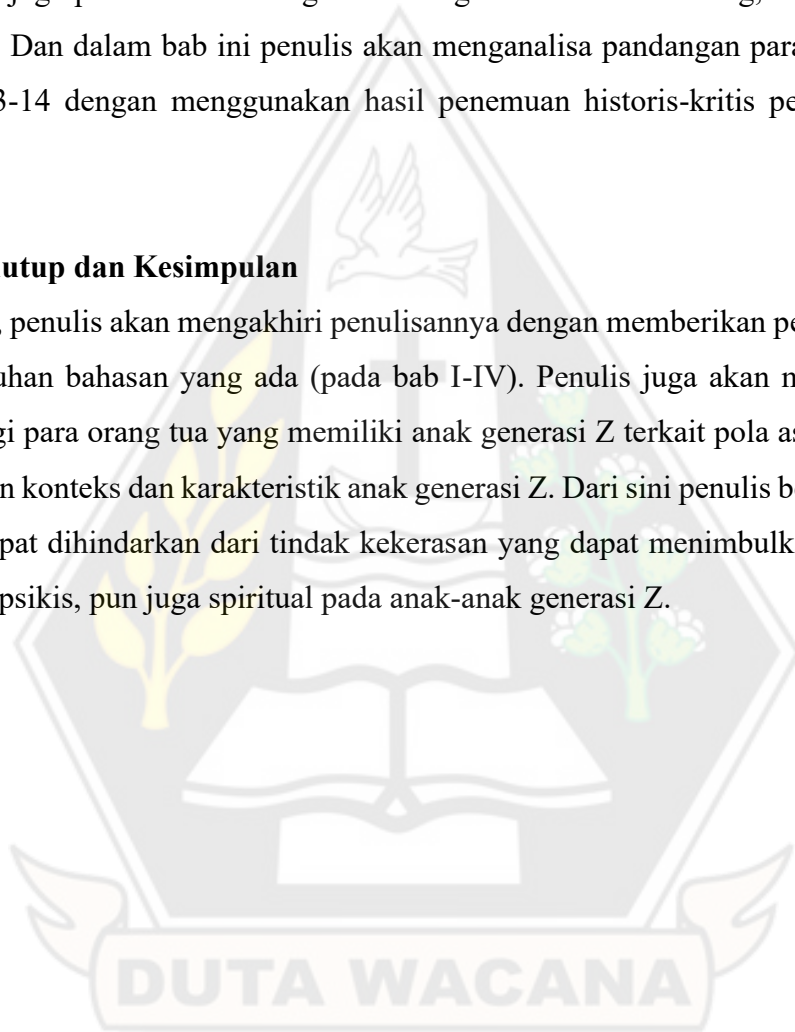 Dan dalam bab ini penulis akan menganalisa pandangan para
3-14 dengan menggunakan hasil penemuan historis-kritis pe
utup dan Kesimpulan
, penulis akan mengakhiri penulisannya dengan memberikan pe
uhan bahasan yang ada (pada bab I-IV). Penulis juga akan m
gi para orang tua yang memiliki anak generasi Z terkait pola as
n konteks dan karakteristik anak generasi Z. Dari sini penulis be
pat dihindarkan dari tindak kekerasan yang dapat menimbulk
psikis, pun juga spiritual pada anak-anak generasi Z.
DUTA WACANA